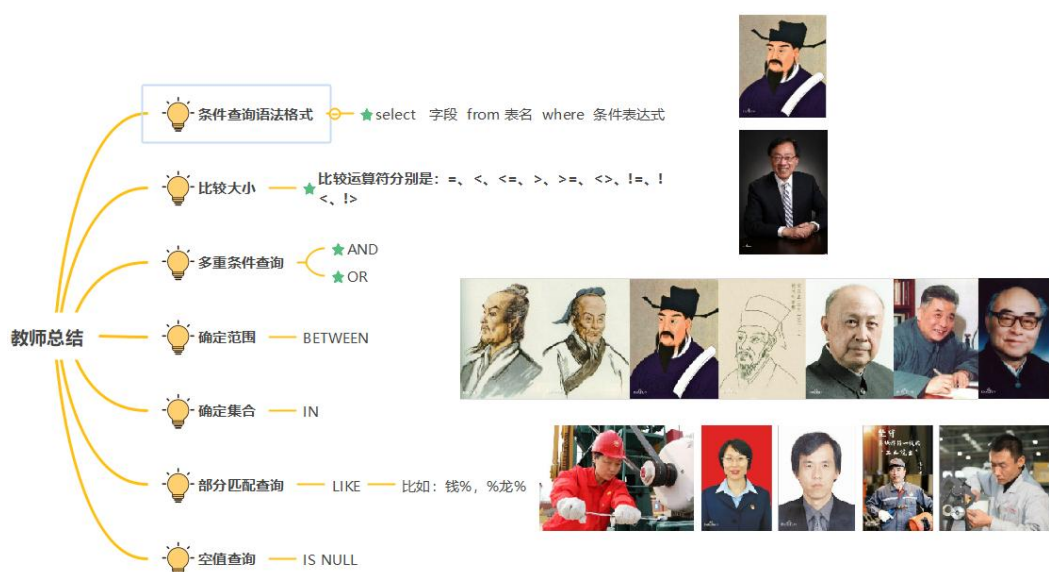 条件查询语法格式
select 字段 from 表名 where 条件表达式
比较大小
比较运算符分别是：=、<、<=、>、>=、<>、!=、!
<、!>
多重条件查询
AND
OR
教师总结
确定范围
BETWEEN
确定集合
IN
部分匹配查询
LIKE
比如：钱%，%龙%
空值查询
IS NULL